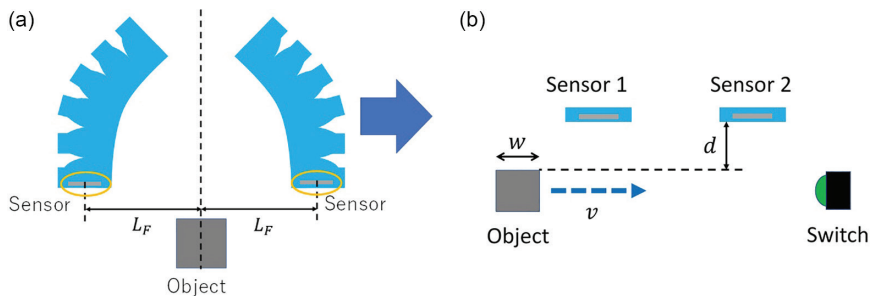 (a)
Sensor
Sensor
L_F
L_F
Object
(b)
Sensor 1
Sensor 2
w
d
v
Object
Switch